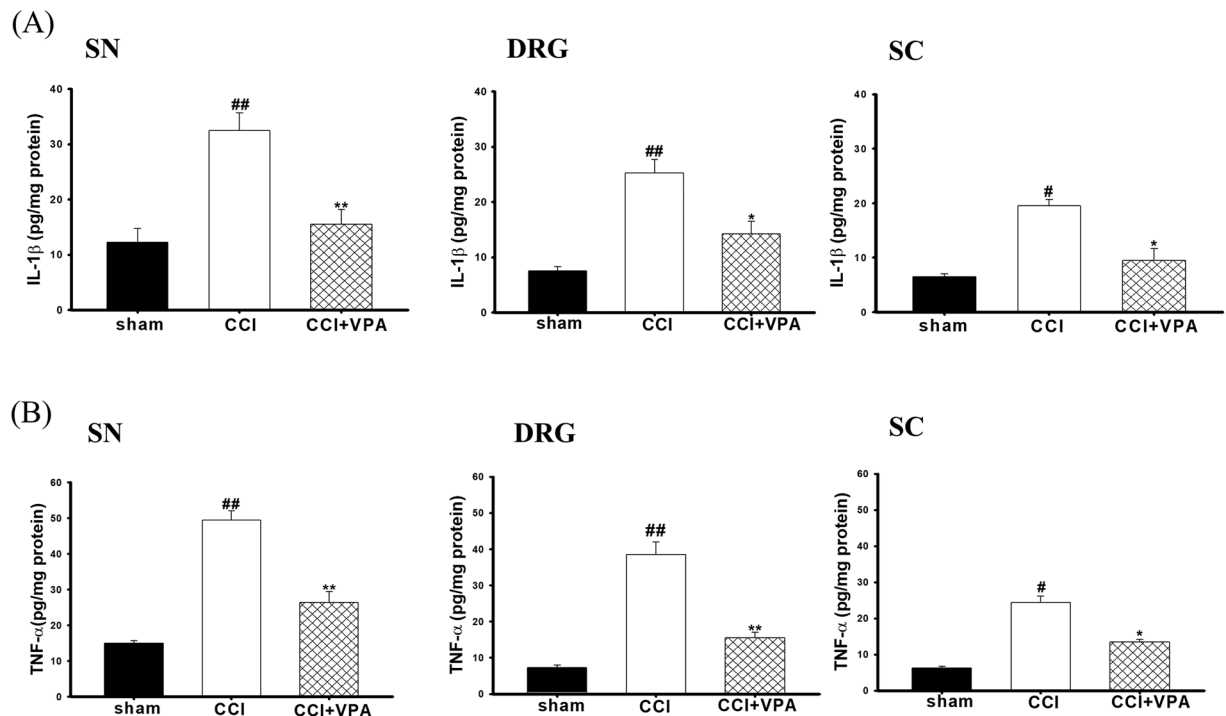 (A)
SN
DRG
SC
IL-1β (pg/mg protein)
40
30
20
10
0
##
**
sham CCI CCI+VPA
IL-1β (pg/mg protein)
40
30
20
10
0
##
*
sham CCI CCI+VPA
IL-1β (pg/mg protein)
40
30
20
10
0
#
*
sham CCI CCI+VPA
(B)
SN
DRG
SC
TNF-α(pg/mg protein)
60
50
40
30
20
10
0
##
**
sham CCI CCI+VPA
TNF-α (pg/mg protein)
60
50
40
30
20
10
0
##
**
sham CCI CCI+VPA
TNF-α (pg/mg protein)
60
50
40
30
20
10
0
#
*
sham CCI CCI+VPA